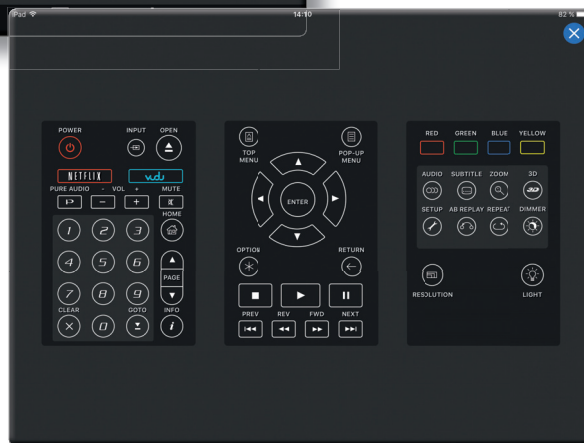 Pad 14:10 82 %
POWER INPUT OPEN
NETFLIX vudu
PURE AUDIO - VOL + MUTE
P - +
HOME
1 2 3
4 5 6
PAGE
7 8 9
CLEAR GOTO INFO
0 i
TOP MENU
POP-UP MENU
ENTER
OPTION RETURN
PREV REV FWD NEXT
RED GREEN BLUE YELLOW
AUDIO SUBTITLE ZOOM 3D
3D
SETUP AB REPLAY REPEAT DIMMER
RESOLUTION LIGHT